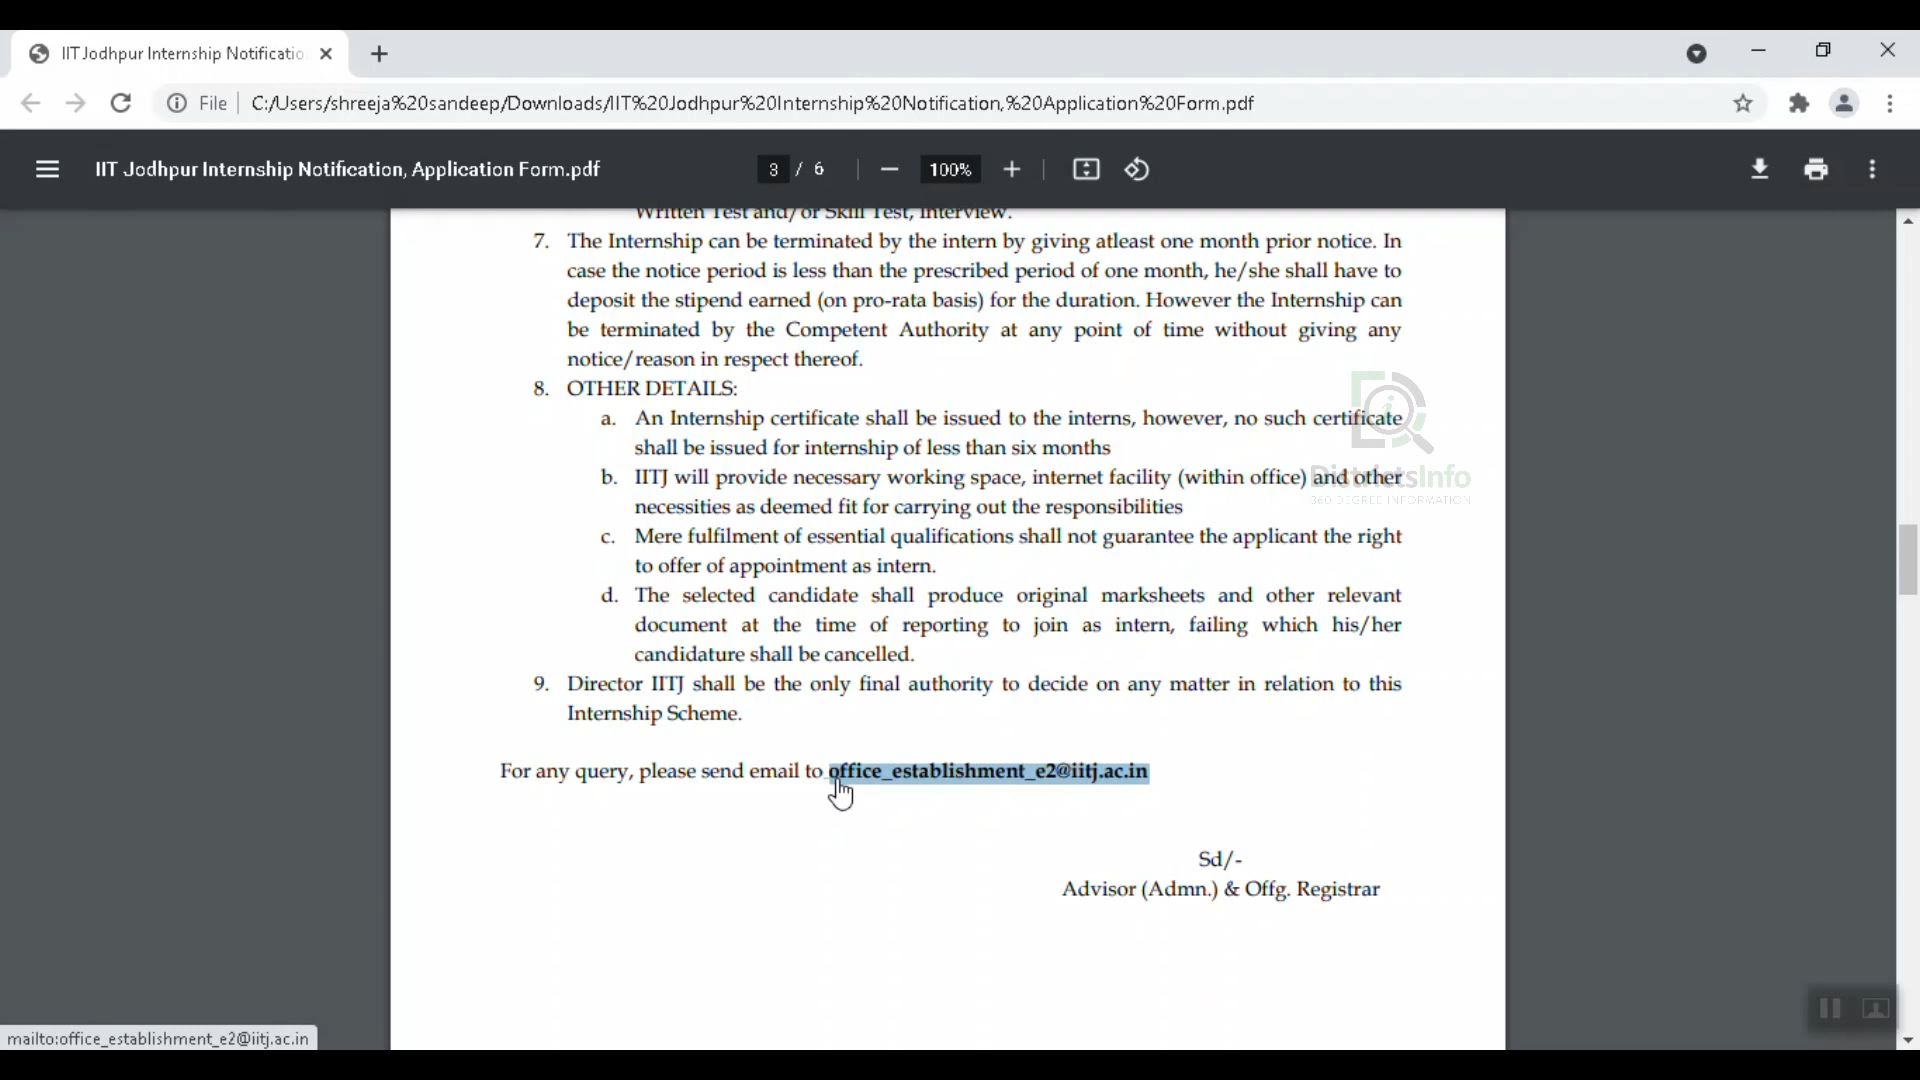 IIT Jodhpur Internship Notificatio
File
C:/Users/shreeja%20sandeep/Downloads/IIT%20Jodhpur%20Internship%20Notification,%20Application%20Form.pdf
IIT Jodhpur Internship Notification, Application Form.pdf
3 / 6
100%
Written Test and/or Skill Test, Interview.
7. The Internship can be terminated by the intern by giving atleast one month prior notice. In
case the notice period is less than the prescribed period of one month, he/she shall have to
deposit the stipend earned (on pro-rata basis) for the duration. However the Internship can
be terminated by the Competent Authority at any point of time without giving any
notice/reason in respect thereof.
8. OTHER DETAILS:
a. An Internship certificate shall be issued to the interns, however, no such certificate
shall be issued for internship of less than six months
b. IITJ will provide necessary working space, internet facility (within office) and other
necessities as deemed fit for carrying out the responsibilities
DistrictsInfo
360 DEGREE INFORMATION
c. Mere fulfilment of essential qualifications shall not guarantee the applicant the right
to offer of appointment as intern.
d. The selected candidate shall produce original marksheets and other relevant
document at the time of reporting to join as intern, failing which his/her
candidature shall be cancelled.
9. Director IITJ shall be the only final authority to decide on any matter in relation to this
Internship Scheme.
For any query, please send email to office_establishment_e2@iitj.ac.in
Sd/-
Advisor (Admn.) & Offg. Registrar
mailto:office_establishment_e2@iitj.ac.in